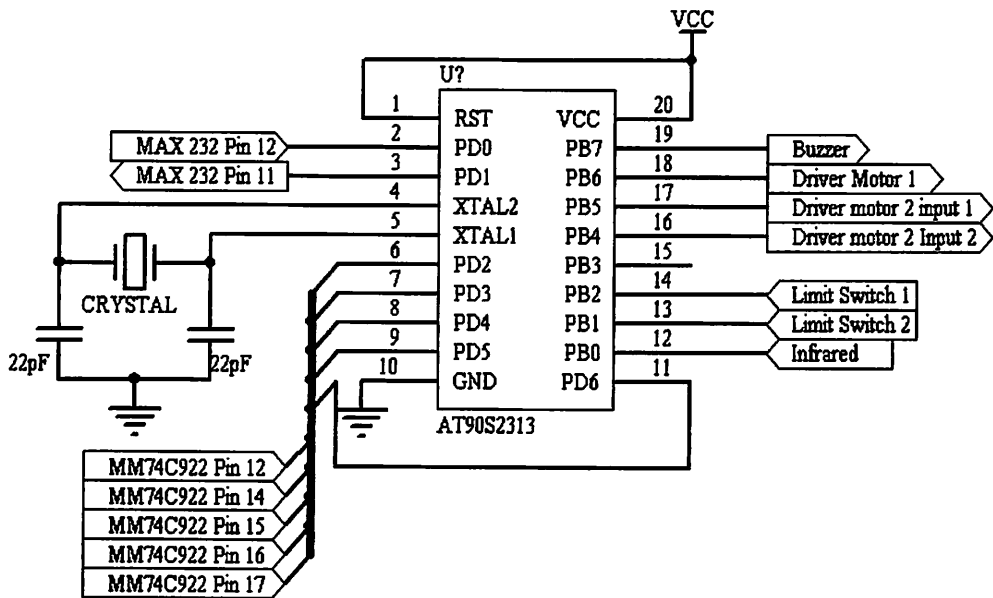 VCC
U?
1 RST VCC 20
MAX 232 Pin 12 2 PD0 PB7 19 Buzzer
MAX 232 Pin 11 3 PD1 PB6 18 Driver Motor 1
4 XTAL2 PB5 17 Driver motor 2 input 1
5 XTAL1 PB4 16 Driver motor 2 Input 2
6 PD2 PB3 15
CRYSTAL 7 PD3 PB2 14 Limit Switch 1
8 PD4 PB1 13 Limit Switch 2
22pF 22pF 9 PD5 PB0 12 Infrared
10 GND PD6 11
AT90S2313
MM74C922 Pin 12
MM74C922 Pin 14
MM74C922 Pin 15
MM74C922 Pin 16
MM74C922 Pin 17